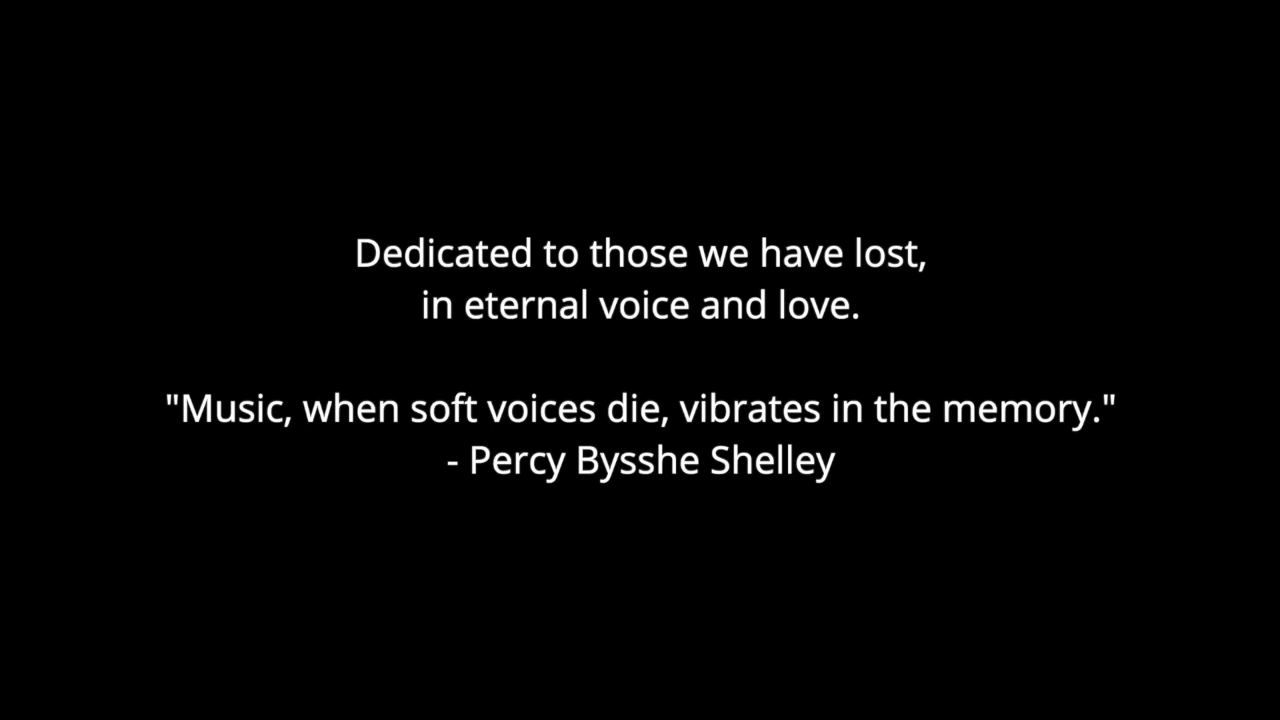 Dedicated to those we have lost,
in eternal voice and love.
"Music, when soft voices die, vibrates in the memory."
- Percy Bysshe Shelley